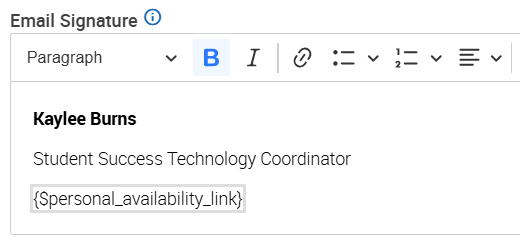 Email Signature
Paragraph
B I
Kaylee Burns
Student Success Technology Coordinator
{$personal_availability_link}